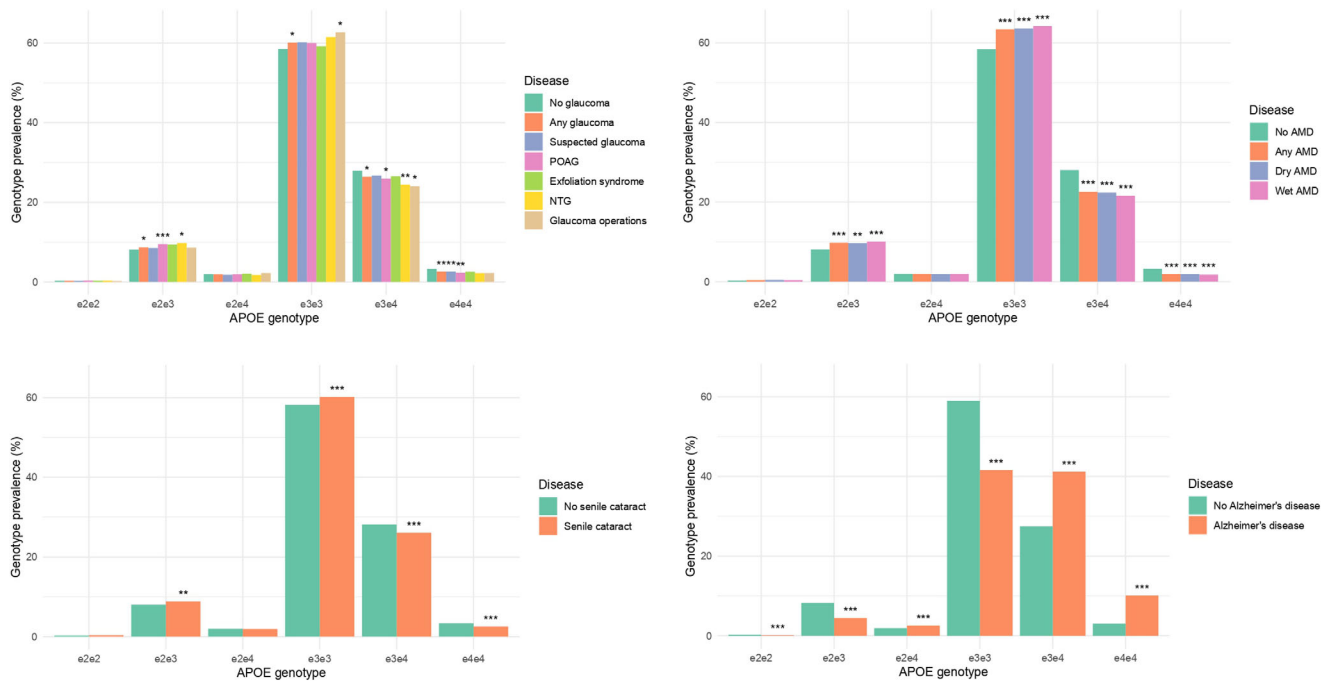 Genotype prevalence (%)
60
40
20
0
* *
* *** *
* * ** *
**** **
e2e2 e2e3 e2e4 e3e3 e3e4 e4e4
APOE genotype
Disease
No glaucoma
Any glaucoma
Suspected glaucoma
POAG
Exfoliation syndrome
NTG
Glaucoma operations
Genotype prevalence (%)
60
40
20
0
*** *** ***
*** ** ***
*** *** ***
*** *** ***
e2e2 e2e3 e2e4 e3e3 e3e4 e4e4
APOE genotype
Disease
No AMD
Any AMD
Dry AMD
Wet AMD
Genotype prevalence (%)
60
40
20
0
***
***
**
***
e2e2 e2e3 e2e4 e3e3 e3e4 e4e4
APOE genotype
Disease
No senile cataract
Senile cataract
Genotype prevalence (%)
60
40
20
0
*** ***
***
***
***
***
e2e2 e2e3 e2e4 e3e3 e3e4 e4e4
APOE genotype
Disease
No Alzheimer's disease
Alzheimer's disease